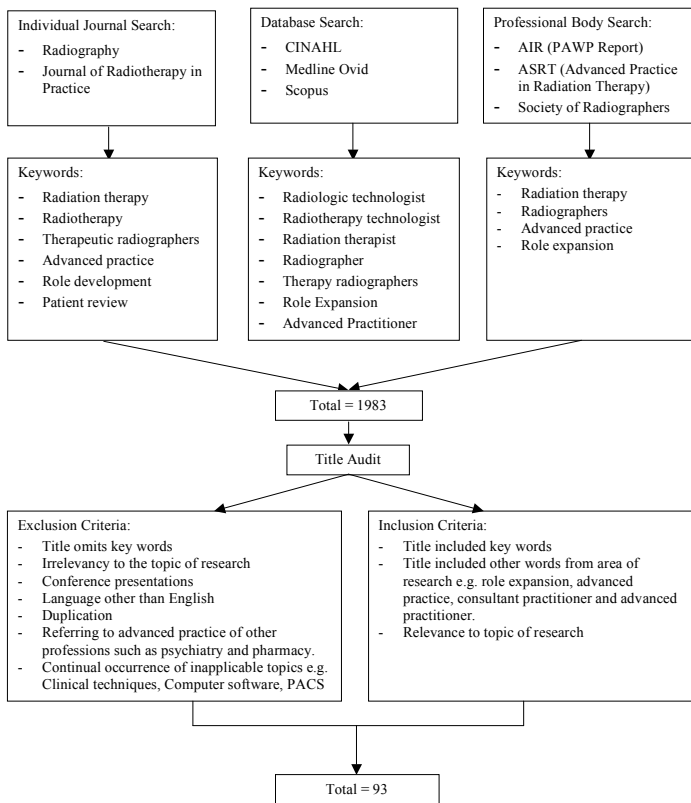 Individual Journal Search:
- Radiography
- Journal of Radiotherapy in
Practice
Database Search:
- CINAHL
- Medline Ovid
- Scopus
Professional Body Search:
- AIR (PAWP Report)
- ASRT (Advanced Practice
in Radiation Therapy)
- Society of Radiographers
Keywords:
- Radiation therapy
- Radiotherapy
- Therapeutic radiographers
- Advanced practice
- Role development
- Patient review
Keywords:
- Radiologic technologist
- Radiotherapy technologist
- Radiation therapist
- Radiographer
- Therapy radiographers
- Role Expansion
- Advanced Practitioner
Keywords:
- Radiation therapy
- Radiographers
- Advanced practice
- Role expansion
Total = 1983
Title Audit
Exclusion Criteria:
- Title omits key words
- Irrelevancy to the topic of research
- Conference presentations
- Language other than English
- Duplication
- Referring to advanced practice of other
professions such as psychiatry and pharmacy.
- Continual occurrence of inapplicable topics e.g.
Clinical techniques, Computer software, PACS
Inclusion Criteria:
- Title included key words
- Title included other words from area of
research e.g. role expansion, advanced
practice, consultant practitioner and advanced
practitioner.
- Relevance to topic of research
Total = 93